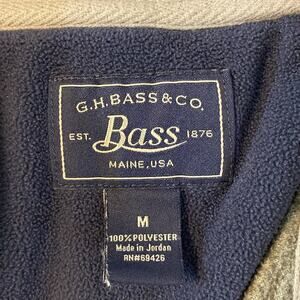 G.H.BASS&CO.
EST. Bass 1876
MAINE, USA
M
100% POLYESTER
Made in Jordan
RN#69426